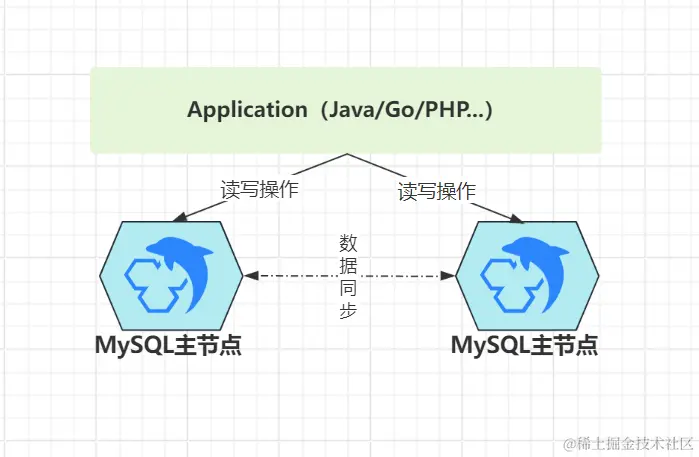 Application（Java/Go/PHP...）
读写操作
读写操作
数据同步
MySQL主节点
MySQL主节点
@稀土掘金技术社区